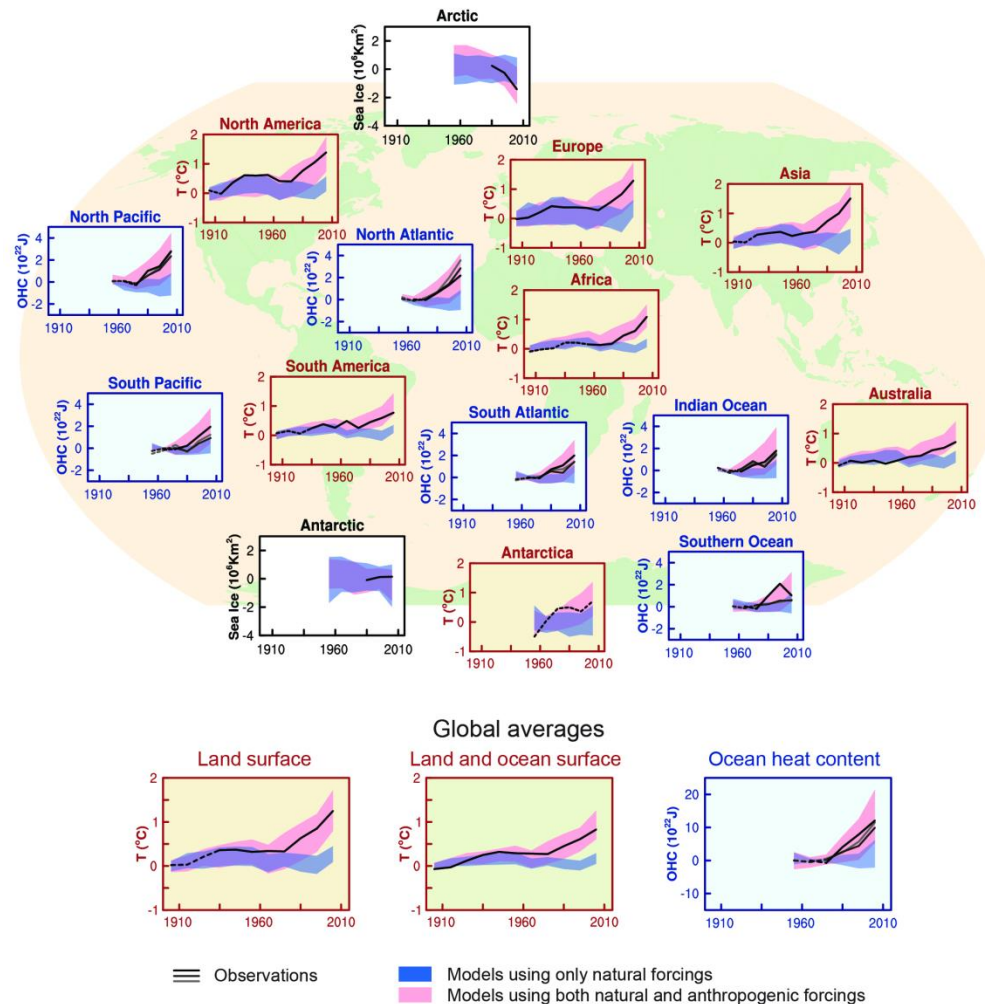 Arctic
Sea Ice (10⁶Km²)
2
0
-2
-4
1910 1960 2010
North America
T (°C)
2
1
0
-1
1910 1960 2010
Europe
T (°C)
2
1
0
-1
1910 1960 2010
Asia
T (°C)
2
1
0
-1
1910 1960 2010
North Pacific
OHC (10²²J)
4
2
0
-2
1910 1960 2010
North Atlantic
OHC (10²²J)
4
2
0
-2
1910 1960 2010
Africa
T (°C)
2
1
0
-1
1910 1960 2010
South Pacific
OHC (10²²J)
4
2
0
-2
1910 1960 2010
South America
T (°C)
2
1
0
-1
1910 1960 2010
South Atlantic
OHC (10²²J)
4
2
0
-2
1910 1960 2010
Indian Ocean
OHC (10²²J)
4
2
0
-2
1910 1960 2010
Australia
T (°C)
2
1
0
-1
1910 1960 2010
Antarctic
Sea Ice (10⁶Km²)
2
0
-2
-4
1910 1960 2010
Antarctica
T (°C)
2
1
0
-1
1910 1960 2010
Southern Ocean
OHC (10²²J)
4
2
0
-2
1910 1960 2010
Global averages
Land surface
T (°C)
2
1
0
-1
1910 1960 2010
Land and ocean surface
T (°C)
2
1
0
-1
1910 1960 2010
Ocean heat content
OHC (10²²J)
20
10
0
-10
1910 1960 2010
Observations
Models using only natural forcings
Models using both natural and anthropogenic forcings